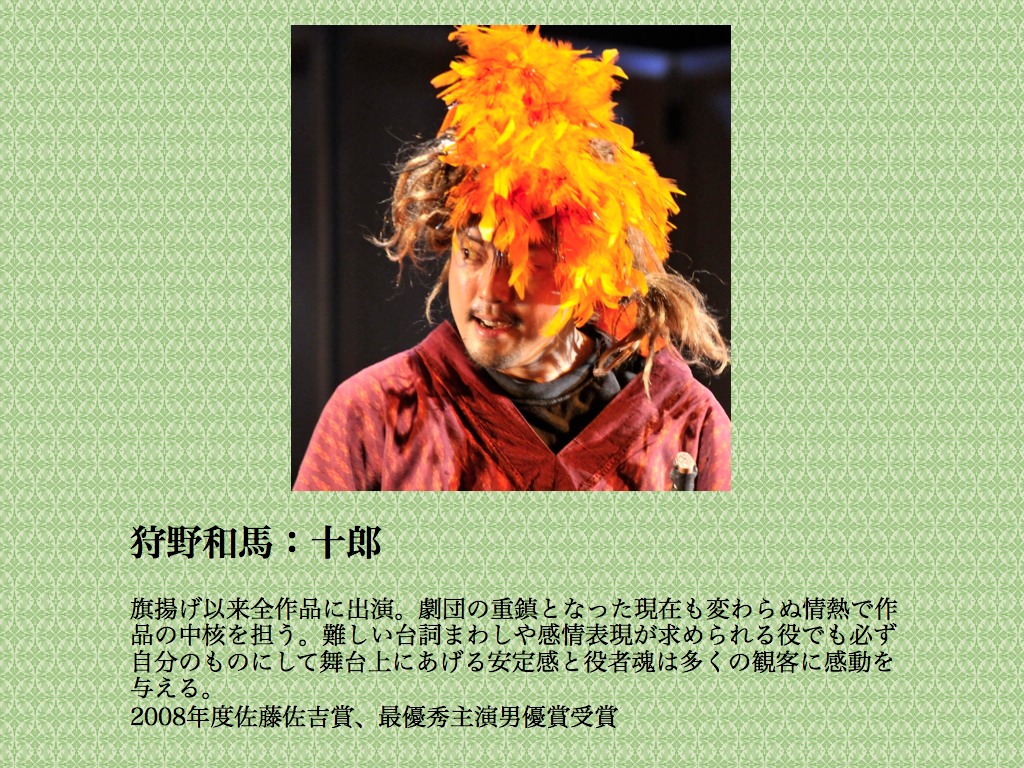 狩野和馬：十郎
旗揚げ以来全作品に出演。劇団の重鎮となった現在も変わらぬ情熱で作
品の中核を担う。難しい台詞まわしや感情表現が求められる役でも必ず
自分のものにして舞台上にあげる安定感と役者魂は多くの観客に感動を
与える。
2008年度佐藤佐吉賞、最優秀主演男優賞受賞